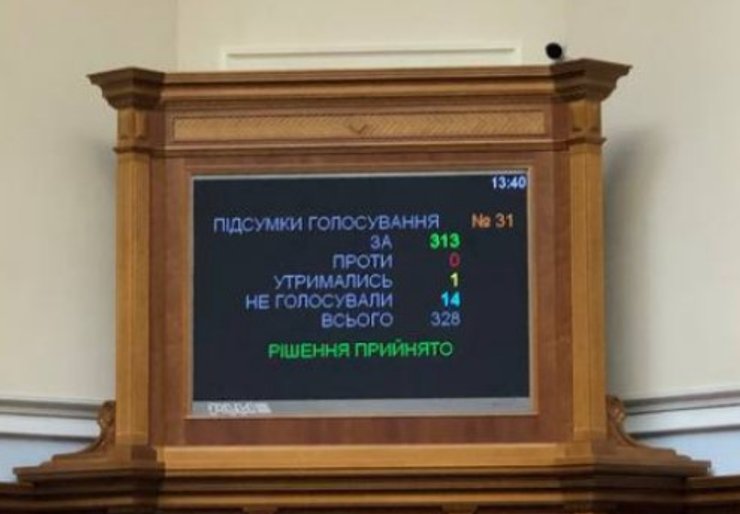 13:40
ПІДСУМКИ ГОЛОСУВАННЯ № 31
ЗА 313
ПРОТИ 0
УТРИМАЛИСЬ 1
НЕ ГОЛОСУВАЛИ 14
ВСЬОГО 328
РІШЕННЯ ПРИЙНЯТО